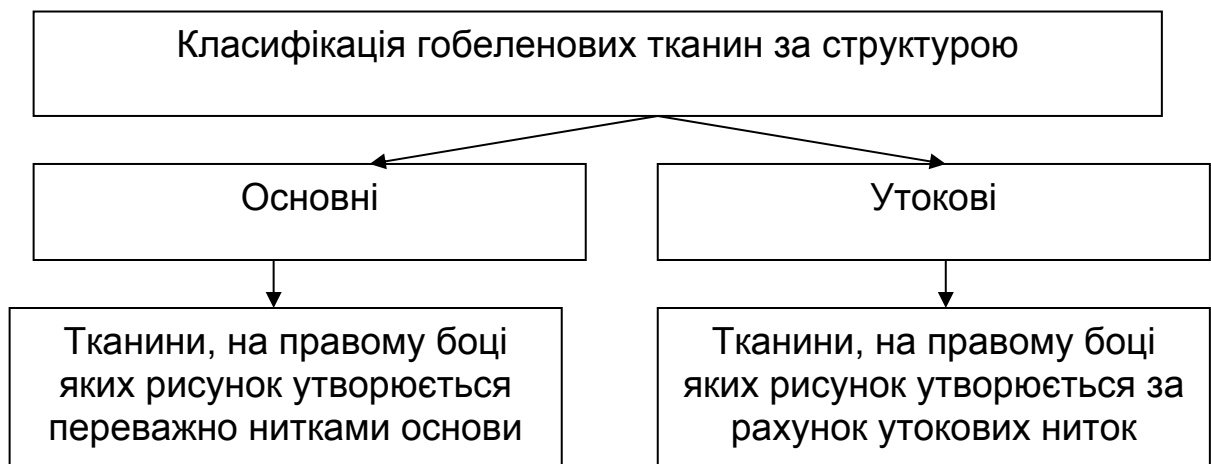 Класифікація гобеленових тканин за структурою
Основні
Утокові
Тканини, на правому боці
яких рисунок утворюється
переважно нитками основи
Тканини, на правому боці
яких рисунок утворюється за
рахунок утокових ниток